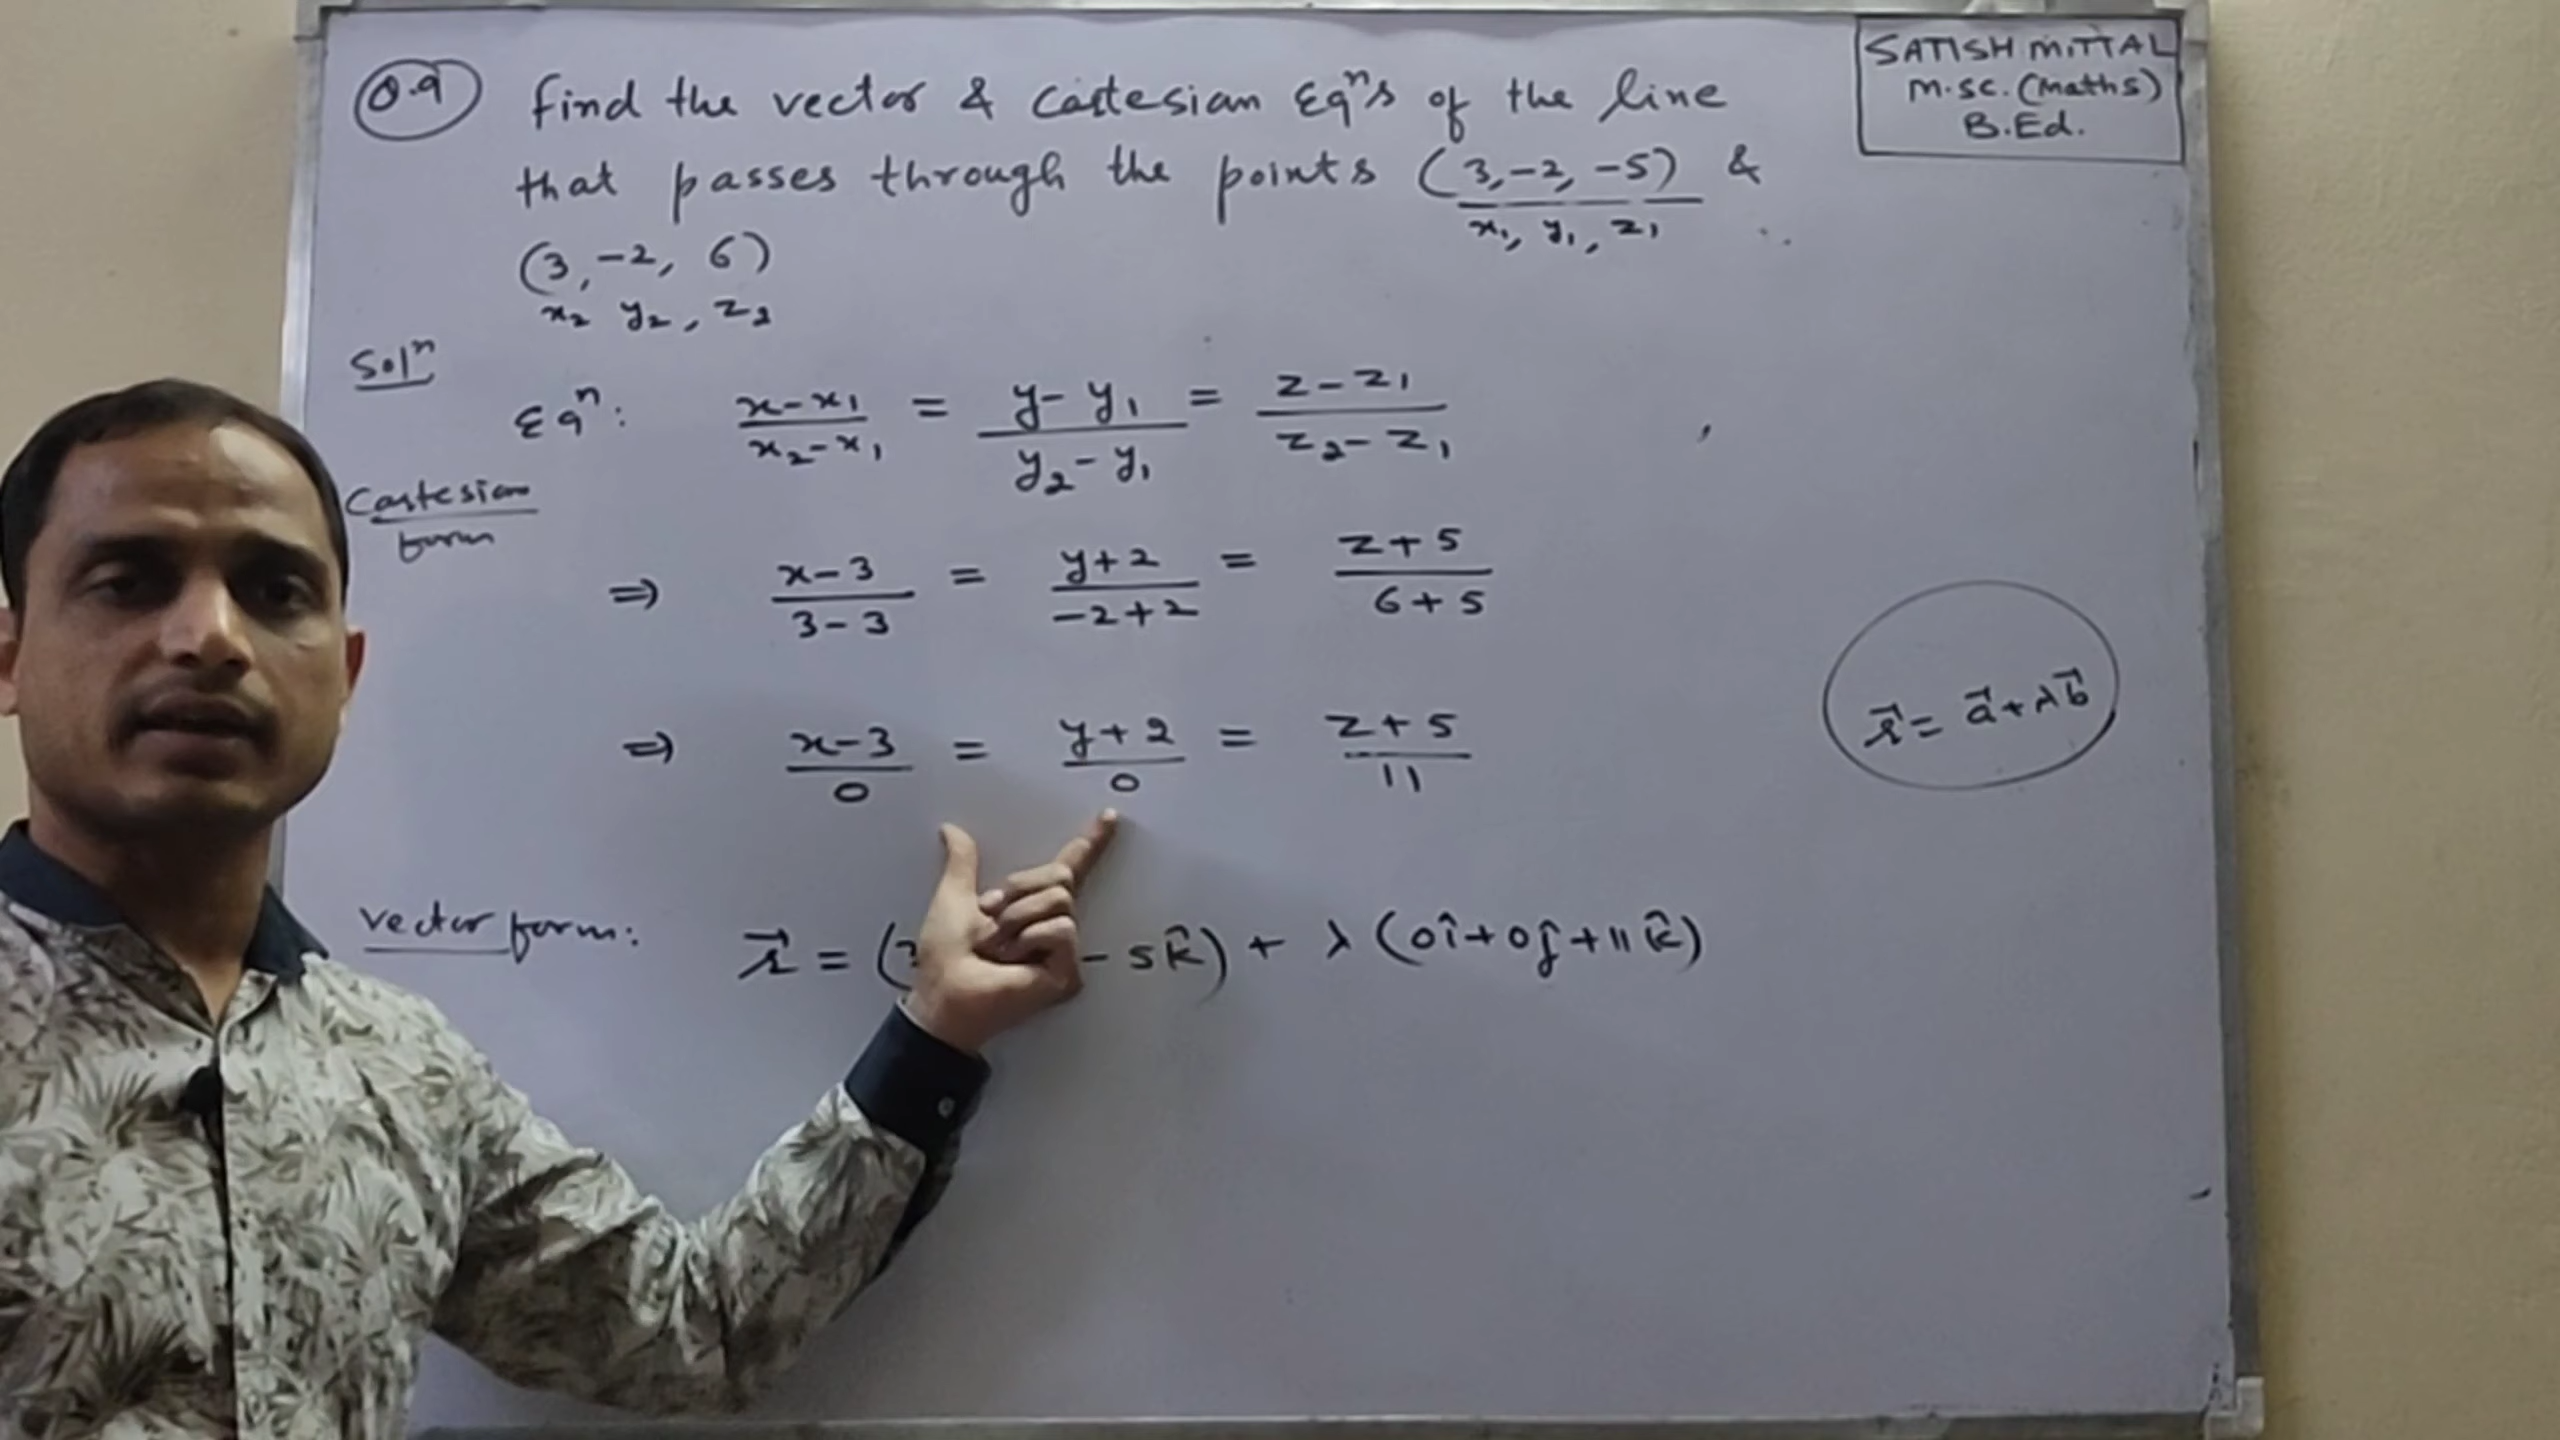 Q.9 Find the vector & Cartesian Eqⁿs of the line
that passes through the points (3,-2,-5) &
x₁, y₁, z₁
(3,-2, 6)
x₂ y₂, z₂
Solⁿ
Eqⁿ: (x-x₁)/(x₂-x₁) = (y-y₁)/(y₂-y₁) = (z-z₁)/(z₂-z₁)
Cartesian
form
⇒ (x-3)/(3-3) = (y+2)/(-2+2) = (z+5)/(6+5)
⇒ (x-3)/0 = (y+2)/0 = (z+5)/11
Vector form: r⃗ = ( - 5k̂) + λ (0î+0ĵ+11k̂)
r⃗ = a⃗+λb⃗
SATISH MITTAL
M.SC. (Maths)
B.Ed.